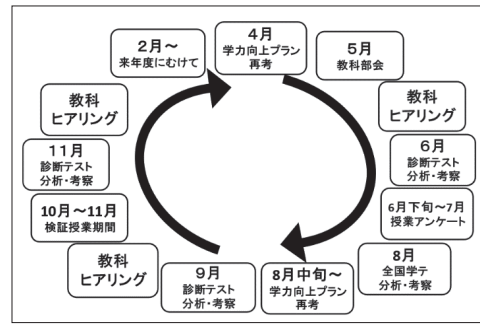 4月
学力向上プラン
再考
5月
教科部会
教科
ヒアリング
6月
診断テスト
分析・考察
6月下旬～7月
授業アンケート
8月
全国学テ
分析・考察
8月中旬～
学力向上プラン
再考
9月
診断テスト
分析・考察
教科
ヒアリング
10月～11月
検証授業期間
11月
診断テスト
分析・考察
教科
ヒアリング
2月～
来年度にむけて